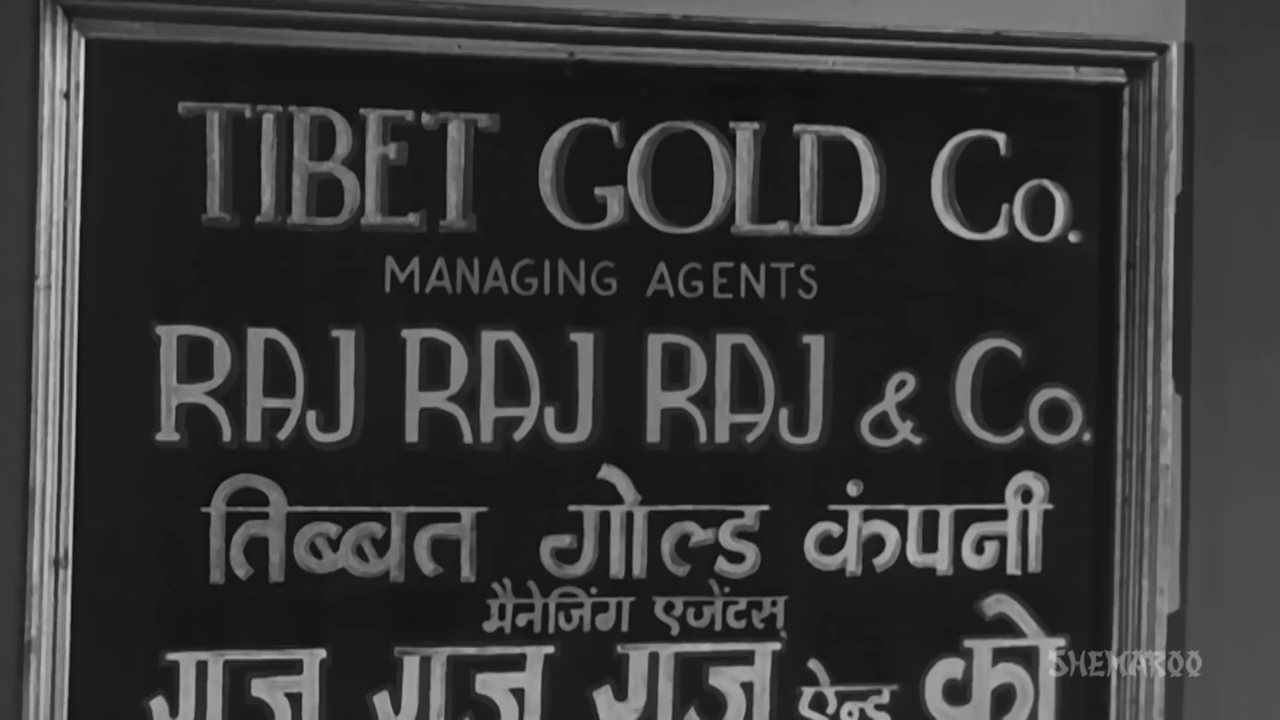 TIBET GOLD Co.
MANAGING AGENTS
RAJ RAJ RAJ & Co.
तिब्बत गोल्ड कंपनी
मैनेजिंग एजेंटस्
राज राज राज ऐन्ड को
SHEMAROO